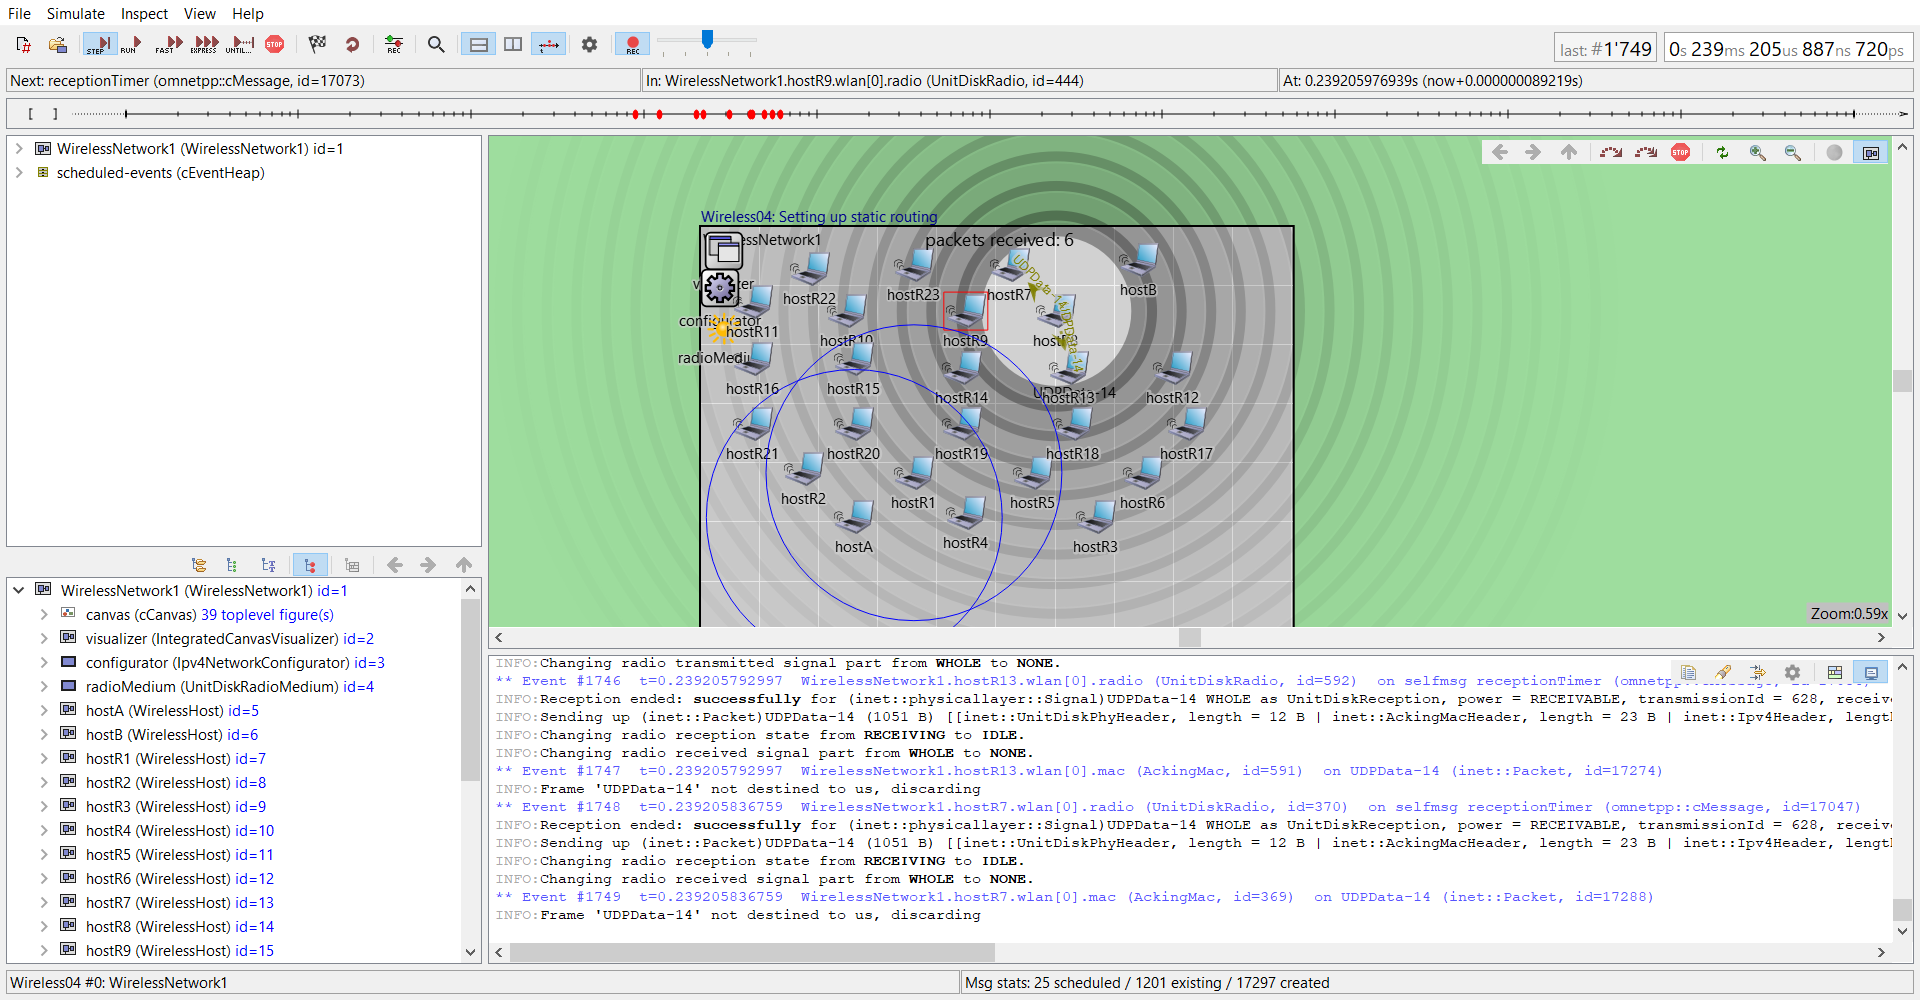 File Simulate Inspect View Help
STEP RUN FAST EXPRESS UNTIL... STOP REC REC
last: #1'749 0s 239ms 205us 887ns 720ps
Next: receptionTimer (omnetpp::cMessage, id=17073) In: WirelessNetwork1.hostR9.wlan[0].radio (UnitDiskRadio, id=444) At: 0.239205976939s (now+0.000000089219s)
[ ]
WirelessNetwork1 (WirelessNetwork1) id=1
scheduled-events (cEventHeap)
WirelessNetwork1 (WirelessNetwork1) id=1
canvas (cCanvas) 39 toplevel figure(s)
visualizer (IntegratedCanvasVisualizer) id=2
configurator (Ipv4NetworkConfigurator) id=3
radioMedium (UnitDiskRadioMedium) id=4
hostA (WirelessHost) id=5
hostB (WirelessHost) id=6
hostR1 (WirelessHost) id=7
hostR2 (WirelessHost) id=8
hostR3 (WirelessHost) id=9
hostR4 (WirelessHost) id=10
hostR5 (WirelessHost) id=11
hostR6 (WirelessHost) id=12
hostR7 (WirelessHost) id=13
hostR8 (WirelessHost) id=14
hostR9 (WirelessHost) id=15
STOP
Wireless04: Setting up static routing
essNetwork1 packets received: 6
UDPData-14
hostR22 hostR23 hostR7 hostB
UDPData-14
configurator
hostR11 hostR10 hostR9
radioMedi
hostR16 hostR15 hostR14 UDPData-14 hostR13 hostR12
hostR21 hostR20 hostR19 hostR18 hostR17
hostR2 hostR1 hostR5 hostR6
hostA hostR4 hostR3
Zoom:0.59x
INFO:Changing radio transmitted signal part from WHOLE to NONE.
** Event #1746 t=0.239205792997 WirelessNetwork1.hostR13.wlan[0].radio (UnitDiskRadio, id=592) on selfmsg receptionTimer
INFO:Reception ended: successfully for (inet::physicallayer::Signal)UDPData-14 WHOLE as UnitDiskReception, power = RECEIVABLE, transmissionId = 628, receive
INFO:Sending up (inet::Packet)UDPData-14 (1051 B) [[inet::UnitDiskPhyHeader, length = 12 B | inet::AckingMacHeader, length = 23 B | inet::Ipv4Header, lengt
INFO:Changing radio reception state from RECEIVING to IDLE.
INFO:Changing radio received signal part from WHOLE to NONE.
** Event #1747 t=0.239205792997 WirelessNetwork1.hostR13.wlan[0].mac (AckingMac, id=591) on UDPData-14 (inet::Packet, id=17274)
INFO:Frame 'UDPData-14' not destined to us, discarding
** Event #1748 t=0.239205836759 WirelessNetwork1.hostR7.wlan[0].radio (UnitDiskRadio, id=370) on selfmsg receptionTimer (omnetpp::cMessage, id=17047)
INFO:Reception ended: successfully for (inet::physicallayer::Signal)UDPData-14 WHOLE as UnitDiskReception, power = RECEIVABLE, transmissionId = 628, receiv
INFO:Sending up (inet::Packet)UDPData-14 (1051 B) [[inet::UnitDiskPhyHeader, length = 12 B | inet::AckingMacHeader, length = 23 B | inet::Ipv4Header, lengt
INFO:Changing radio reception state from RECEIVING to IDLE.
INFO:Changing radio received signal part from WHOLE to NONE.
** Event #1749 t=0.239205836759 WirelessNetwork1.hostR7.wlan[0].mac (AckingMac, id=369) on UDPData-14 (inet::Packet, id=17288)
INFO:Frame 'UDPData-14' not destined to us, discarding
Wireless04 #0: WirelessNetwork1 Msg stats: 25 scheduled / 1201 existing / 17297 created